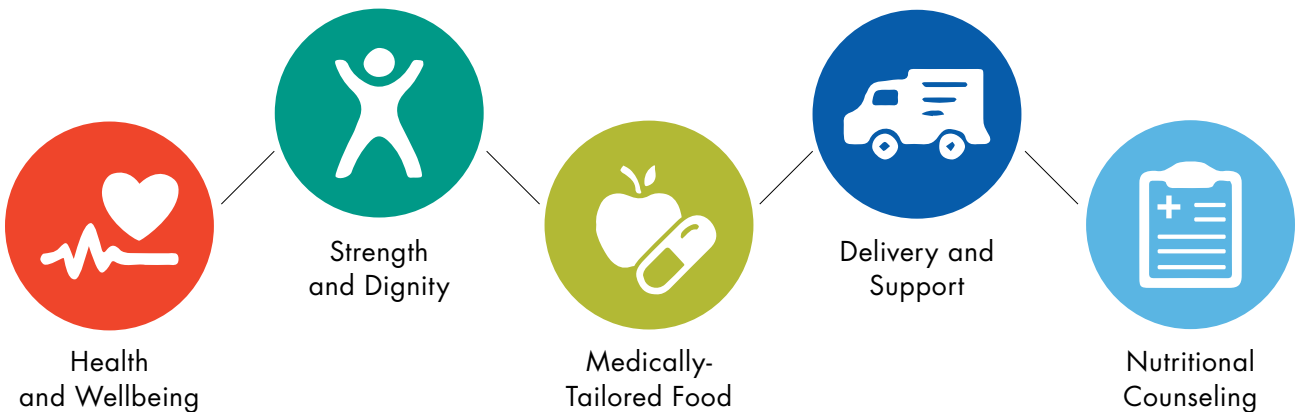 Health
and Wellbeing
Strength
and Dignity
Medically-
Tailored Food
Delivery and
Support
Nutritional
Counseling